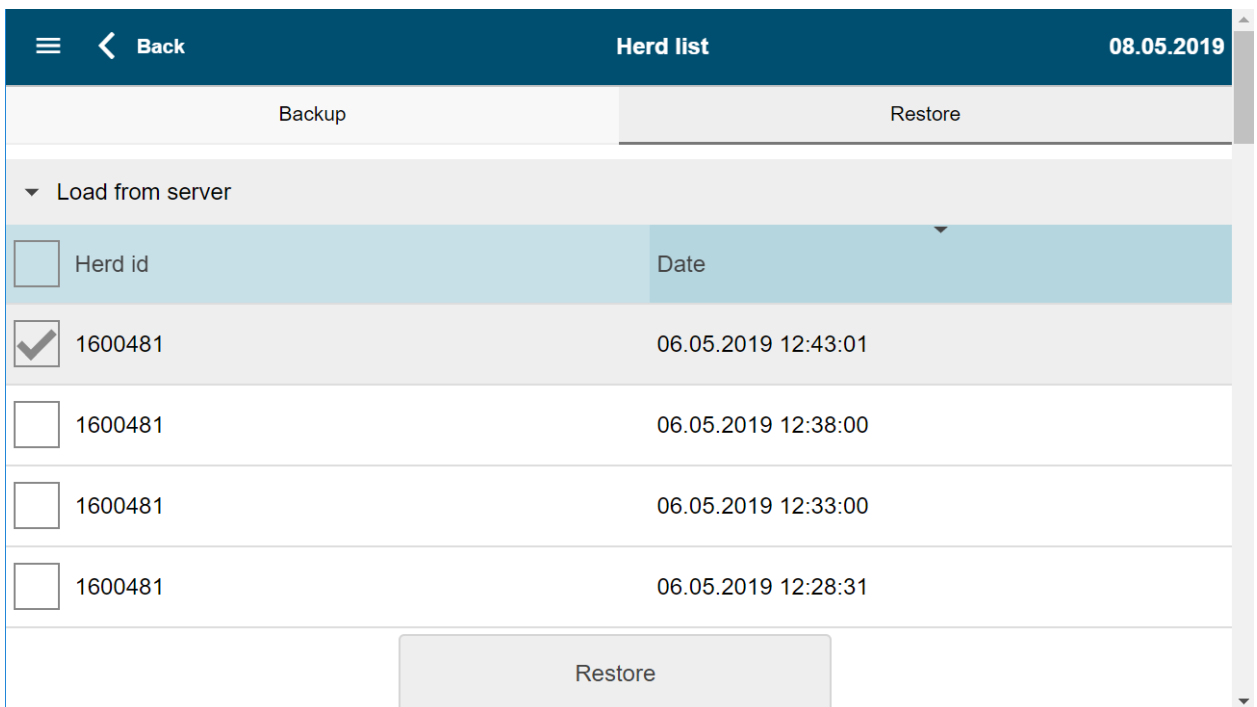 Back Herd list 08.05.2019
Backup Restore
Load from server
Herd id Date
1600481 06.05.2019 12:43:01
1600481 06.05.2019 12:38:00
1600481 06.05.2019 12:33:00
1600481 06.05.2019 12:28:31
Restore